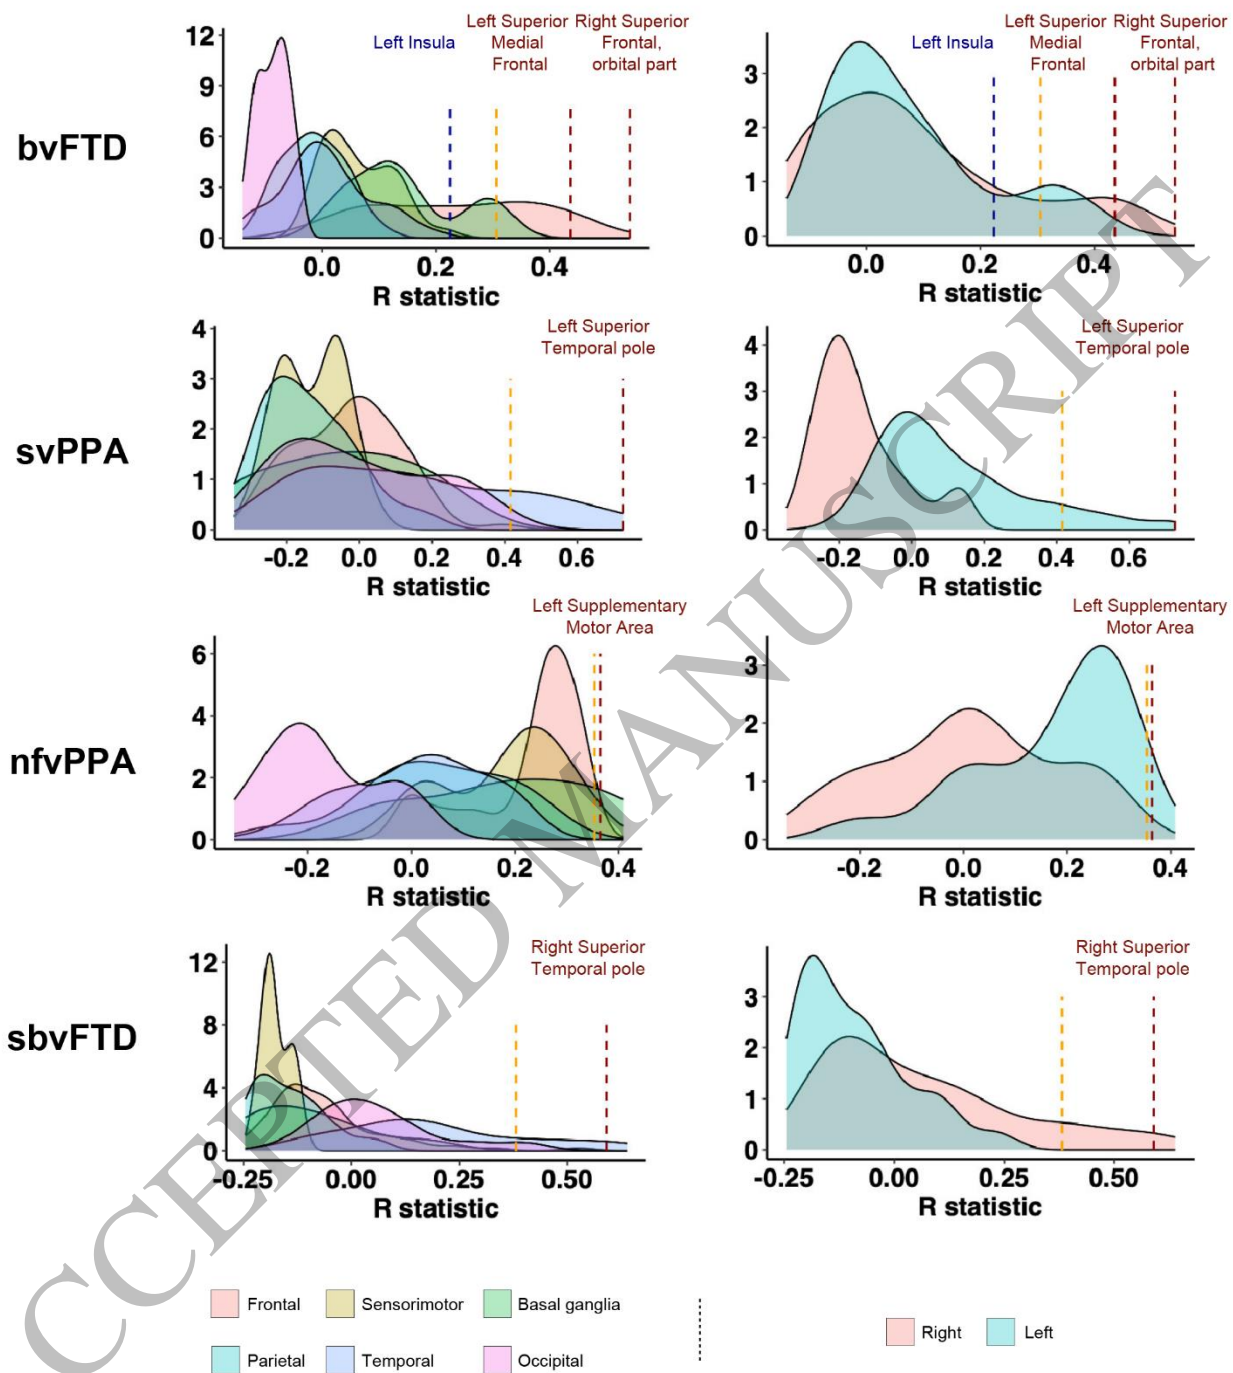 Left Insula
Left Superior
Medial
Frontal
Right Superior
Frontal,
orbital part
Left Insula
Left Superior
Medial
Frontal
Right Superior
Frontal,
orbital part
bvFTD
12
9
6
3
0
0.0 0.2 0.4
R statistic
3
2
1
0
0.0 0.2 0.4
R statistic
svPPA
Left Superior
Temporal pole
4
3
2
1
0
-0.2 0.0 0.2 0.4 0.6
R statistic
Left Superior
Temporal pole
4
3
2
1
0
-0.2 0.0 0.2 0.4 0.6
R statistic
nfvPPA
Left Supplementary
Motor Area
6
4
2
0
-0.2 0.0 0.2 0.4
R statistic
Left Supplementary
Motor Area
3
2
1
0
-0.2 0.0 0.2 0.4
R statistic
sbvFTD
Right Superior
Temporal pole
12
8
4
0
-0.25 0.00 0.25 0.50
R statistic
Right Superior
Temporal pole
3
2
1
0
-0.25 0.00 0.25 0.50
R statistic
Frontal Sensorimotor Basal ganglia
Parietal Temporal Occipital
Right Left
CCEPTED MANUSCRIPT